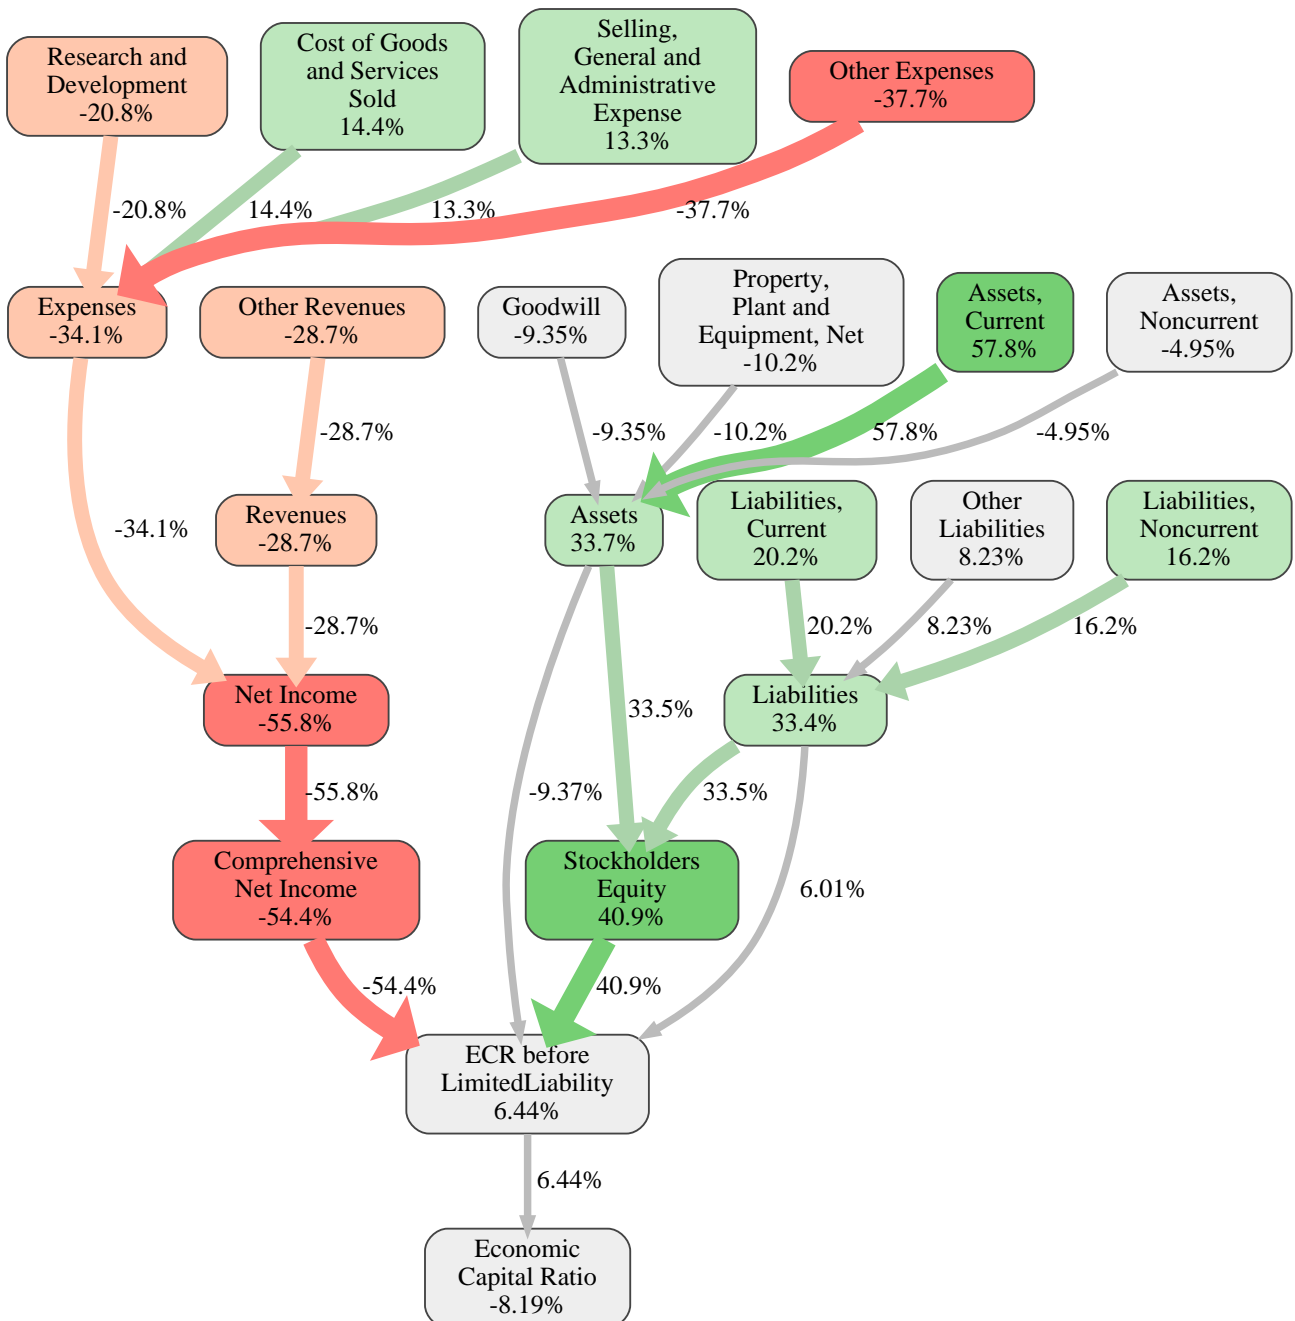 Research and
Development
-20.8%
Cost of Goods
and Services
Sold
14.4%
Selling,
General and
Administrative
Expense
13.3%
Other Expenses
-37.7%
-20.8%
14.4%
13.3%
-37.7%
Expenses
-34.1%
Other Revenues
-28.7%
Goodwill
-9.35%
Property,
Plant and
Equipment, Net
-10.2%
Assets,
Current
57.8%
Assets,
Noncurrent
-4.95%
-28.7%
-9.35%
-10.2%
57.8%
-4.95%
-34.1%
Revenues
-28.7%
Assets
33.7%
Liabilities,
Current
20.2%
Other
Liabilities
8.23%
Liabilities,
Noncurrent
16.2%
-28.7%
20.2%
8.23%
16.2%
Net Income
-55.8%
33.5%
Liabilities
33.4%
-55.8%
-9.37%
33.5%
Comprehensive
Net Income
-54.4%
Stockholders
Equity
40.9%
6.01%
-54.4%
40.9%
ECR before
LimitedLiability
6.44%
6.44%
Economic
Capital Ratio
-8.19%